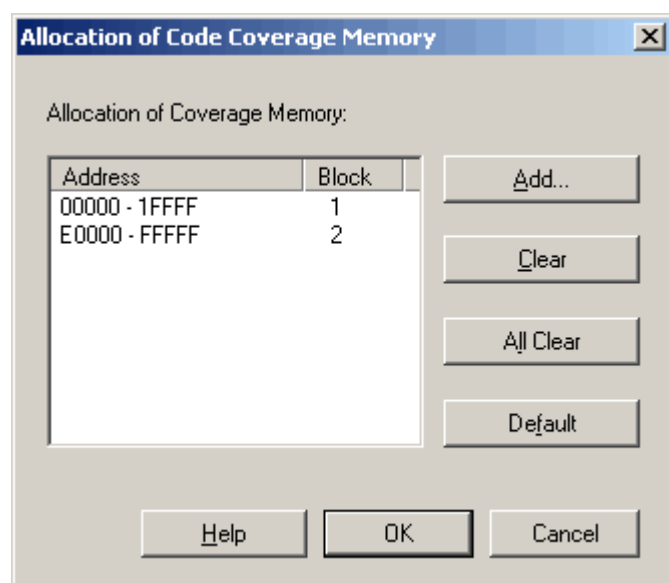 Allocation of Code Coverage Memory
Allocation of Coverage Memory:
Address Block
00000 - 1FFFF 1
E0000 - FFFFF 2
Add...
Clear
All Clear
Default
Help OK Cancel